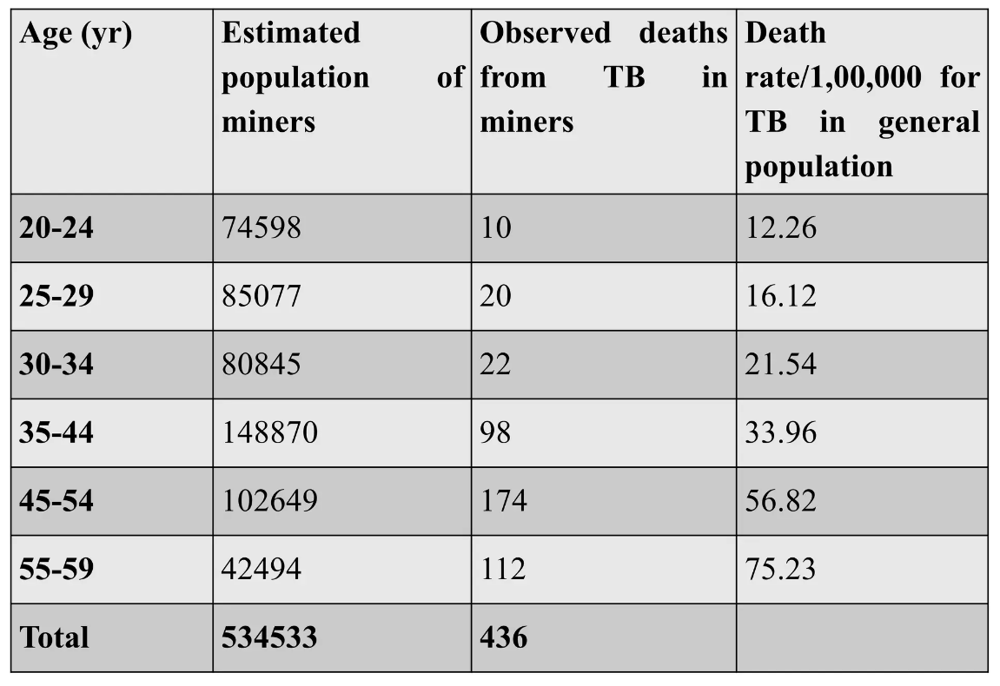 Age (yr) Estimated population of miners Observed deaths from TB in miners Death rate/1,00,000 for TB in general population
20-24 74598 10 12.26
25-29 85077 20 16.12
30-34 80845 22 21.54
35-44 148870 98 33.96
45-54 102649 174 56.82
55-59 42494 112 75.23
Total 534533 436